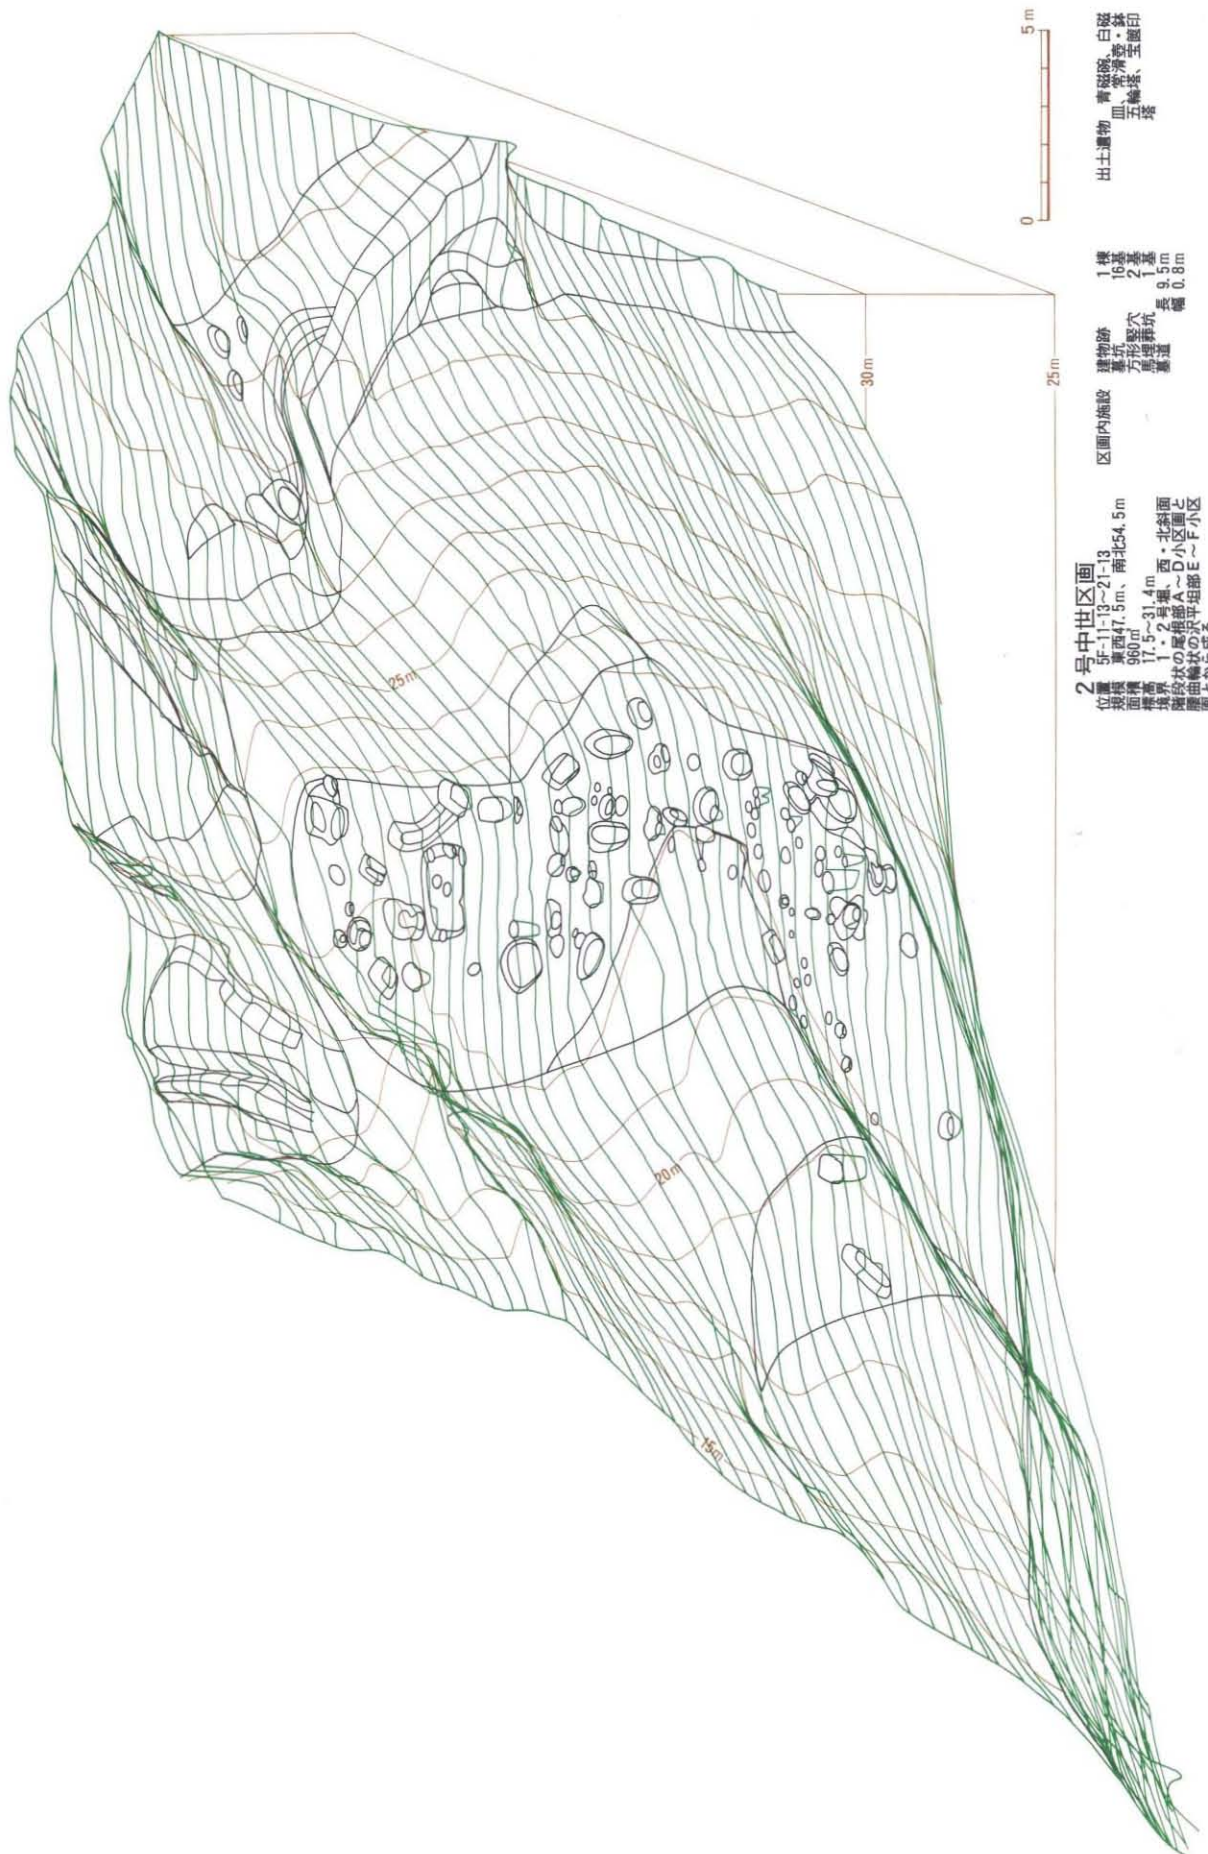 2号中世区画
位置 5F-11-13～21-13
規模 東西47.5m、南北54.5m
面積 960㎡
標高 17.5～31.4m
境界 1・2号堀、西・北斜面
階段状の尾根部A～D小区画と
腰曲輪状の沢平坦部E～F小区
画とから成る
区画内施設 建物跡 1棟
墓坑 16基
方形竪穴 2基
馬埋葬坑 1基
墓道 長 9.5m
幅 0.8m
出土遺物 青磁碗、白磁
皿、常滑壺・鉢
五輪塔、宝篋印
塔
0
5m
30m
25m
25m
20m
15m